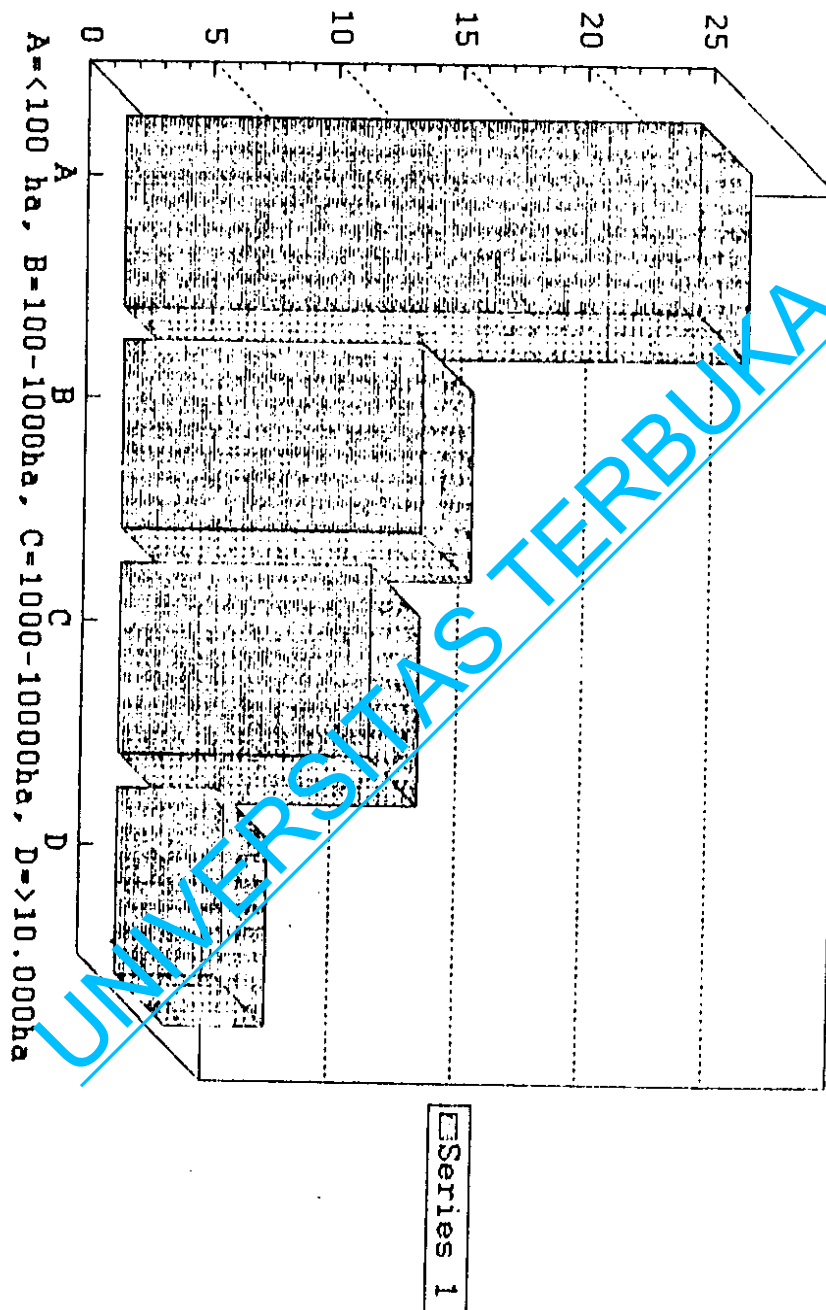 25
20
15
10
5
0
A
B
C
D
A=<100 ha, B=100-1000ha, C=1000-10000ha, D=>10.000ha
Series 1
UNIVERSITAS TERBUKA